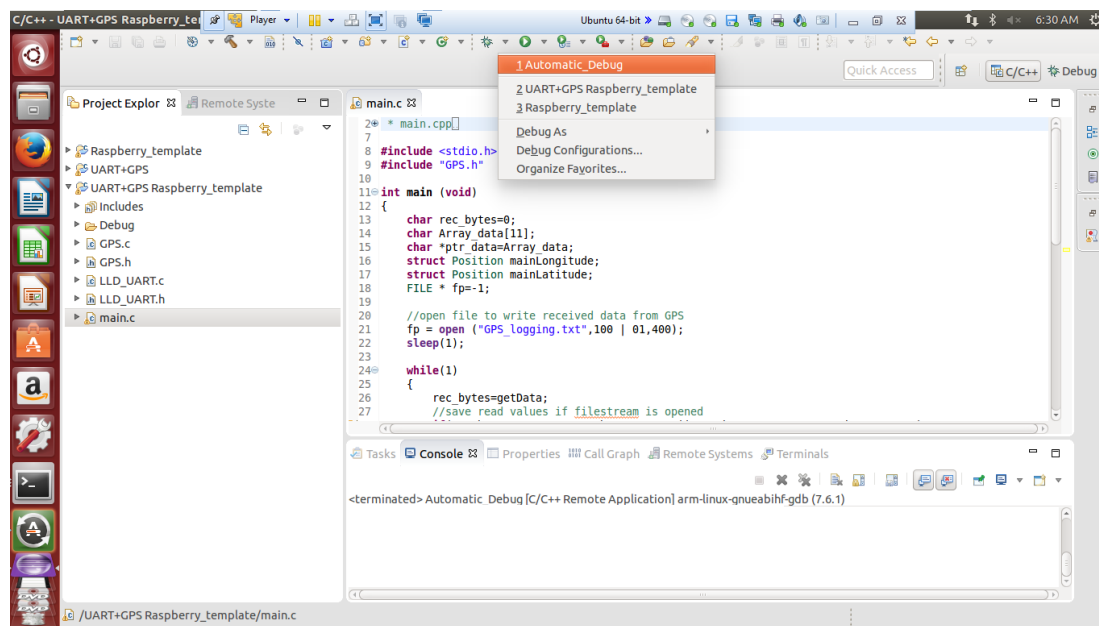 C/C++ - UART+GPS Raspberry_te
Player
Ubuntu 64-bit
6:30 AM
Quick Access
C/C++
Debug
1 Automatic_Debug
2 UART+GPS Raspberry_template
3 Raspberry_template
Debug As
Debug Configurations...
Organize Favorites...
Project Explor
Remote Syste
Raspberry_template
UART+GPS
UART+GPS Raspberry_template
Includes
Debug
GPS.c
GPS.h
LLD_UART.c
LLD_UART.h
main.c
main.c
2 * main.cpp
7
8 #include <stdio.h>
9 #include "GPS.h"
10
11 int main (void)
12 {
13 char rec_bytes=0;
14 char Array_data[11];
15 char *ptr_data=Array_data;
16 struct Position mainLongitude;
17 struct Position mainLatitude;
18 FILE * fp=-1;
19
20 //open file to write received data from GPS
21 fp = open ("GPS_logging.txt",100 | 01,400);
22 sleep(1);
23
24 while(1)
25 {
26 rec_bytes=getData;
27 //save read values if filestream is opened
Tasks Console Properties Call Graph Remote Systems Terminals
<terminated> Automatic_Debug [C/C++ Remote Application] arm-linux-gnueabihf-gdb (7.6.1)
/UART+GPS Raspberry_template/main.c